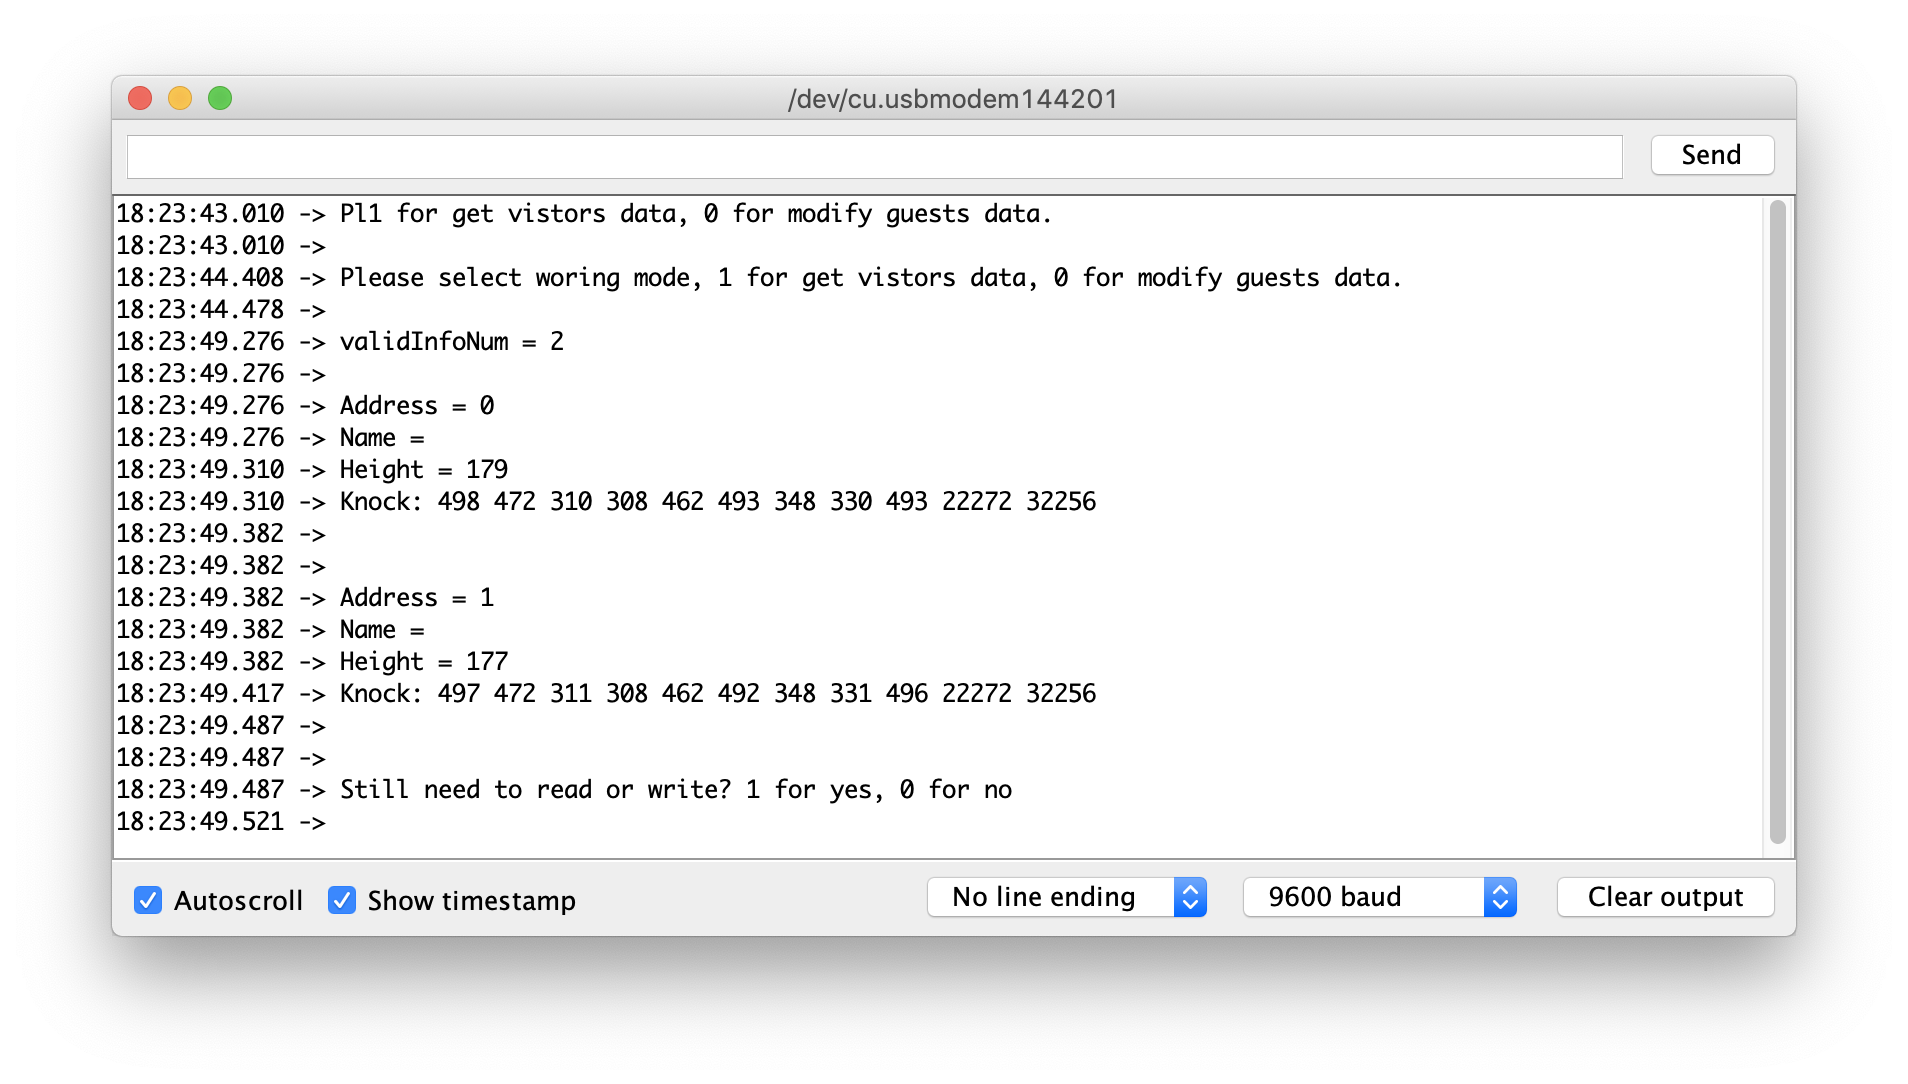 /dev/cu.usbmodem144201
Send
18:23:43.010 -> Pl1 for get vistors data, 0 for modify guests data.
18:23:43.010 ->
18:23:44.408 -> Please select woring mode, 1 for get vistors data, 0 for modify guests data.
18:23:44.478 ->
18:23:49.276 -> validInfoNum = 2
18:23:49.276 ->
18:23:49.276 -> Address = 0
18:23:49.276 -> Name =
18:23:49.310 -> Height = 179
18:23:49.310 -> Knock: 498 472 310 308 462 493 348 330 493 22272 32256
18:23:49.382 ->
18:23:49.382 ->
18:23:49.382 -> Address = 1
18:23:49.382 -> Name =
18:23:49.382 -> Height = 177
18:23:49.417 -> Knock: 497 472 311 308 462 492 348 331 496 22272 32256
18:23:49.487 ->
18:23:49.487 ->
18:23:49.487 -> Still need to read or write? 1 for yes, 0 for no
18:23:49.521 ->
Autoscroll Show timestamp No line ending 9600 baud Clear output